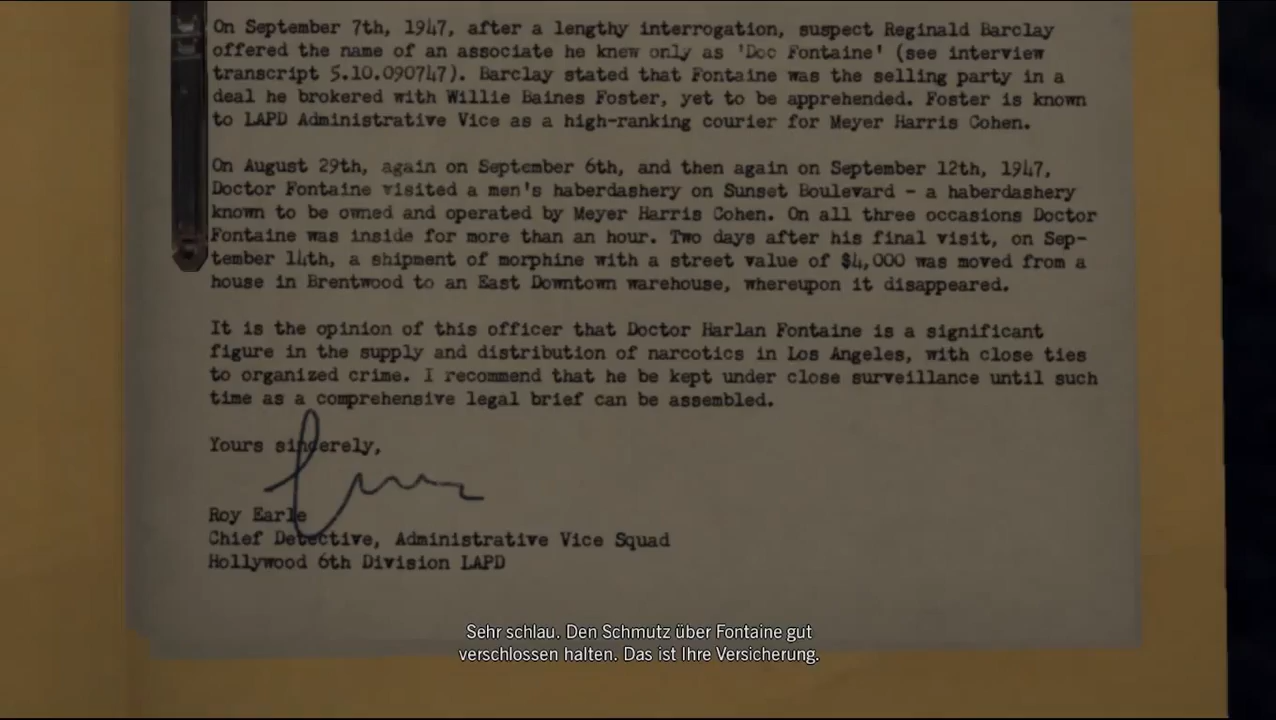 On September 7th, 1947, after a lengthy interrogation, suspect Reginald Barclay
offered the name of an associate he knew only as 'Doc Fontaine' (see interview
transcript 5.10.090747). Barclay stated that Fontaine was the selling party in a
deal he brokered with Willie Baines Foster, yet to be apprehended. Foster is known
to LAPD Administrative Vice as a high-ranking courier for Meyer Harris Cohen.
On August 29th, again on September 6th, and then again on September 12th, 1947,
Doctor Fontaine visited a men's haberdashery on Sunset Boulevard - a haberdashery
known to be owned and operated by Meyer Harris Cohen. On all three occasions Doctor
Fontaine was inside for more than an hour. Two days after his final visit, on Sep-
tember 14th, a shipment of morphine with a street value of $4,000 was moved from a
house in Brentwood to an East Downtown warehouse, whereupon it disappeared.
It is the opinion of this officer that Doctor Harlan Fontaine is a significant
figure in the supply and distribution of narcotics in Los Angeles, with close ties
to organized crime. I recommend that he be kept under close surveillance until such
time as a comprehensive legal brief can be assembled.
Yours sincerely,
Roy Earle
Chief Detective, Administrative Vice Squad
Hollywood 6th Division LAPD
Sehr schlau. Den Schmutz über Fontaine gut
verschlossen halten. Das ist Ihre Versicherung.